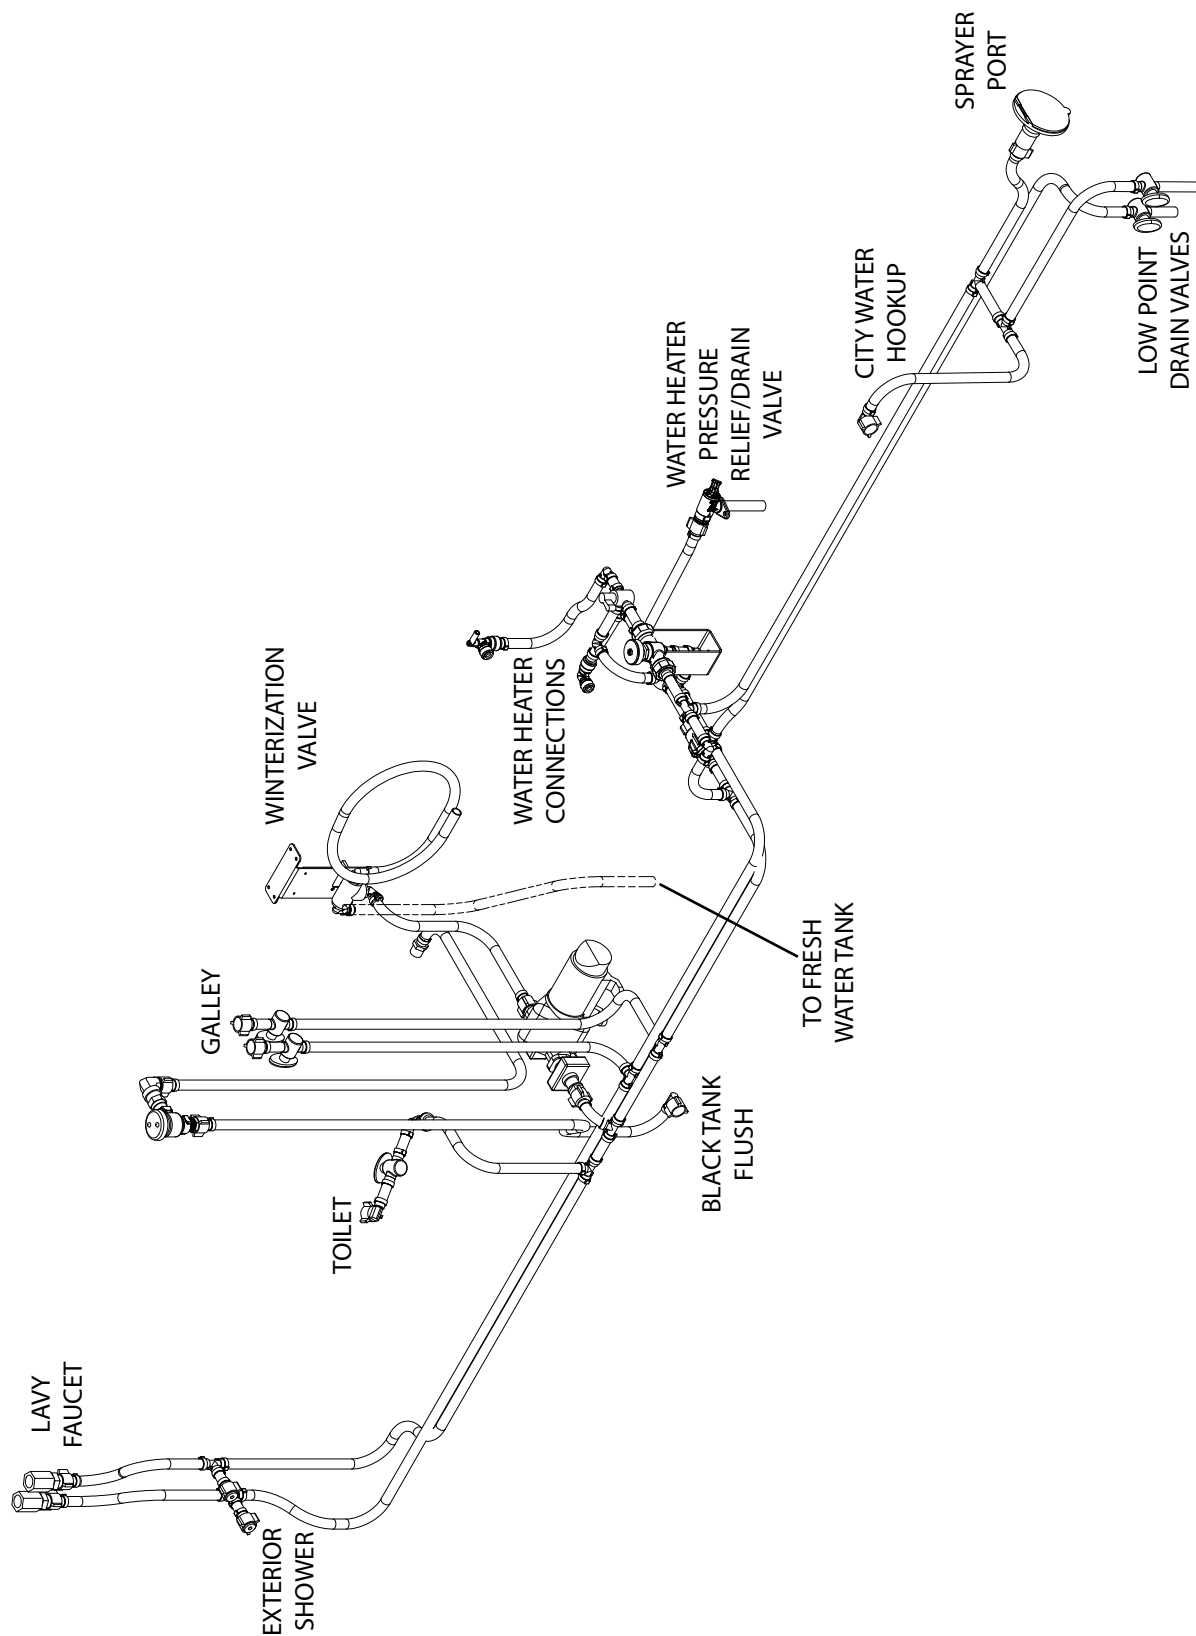 LAVY
FAUCET
EXTERIOR
SHOWER
TOILET
GALLEY
WINTERIZATION
VALVE
BLACK TANK
FLUSH
TO FRESH
WATER TANK
WATER HEATER
CONNECTIONS
WATER HEATER
PRESSURE
RELIEF/DRAIN
VALVE
CITY WATER
HOOKUP
SPRAYER
PORT
LOW POINT
DRAIN VALVES